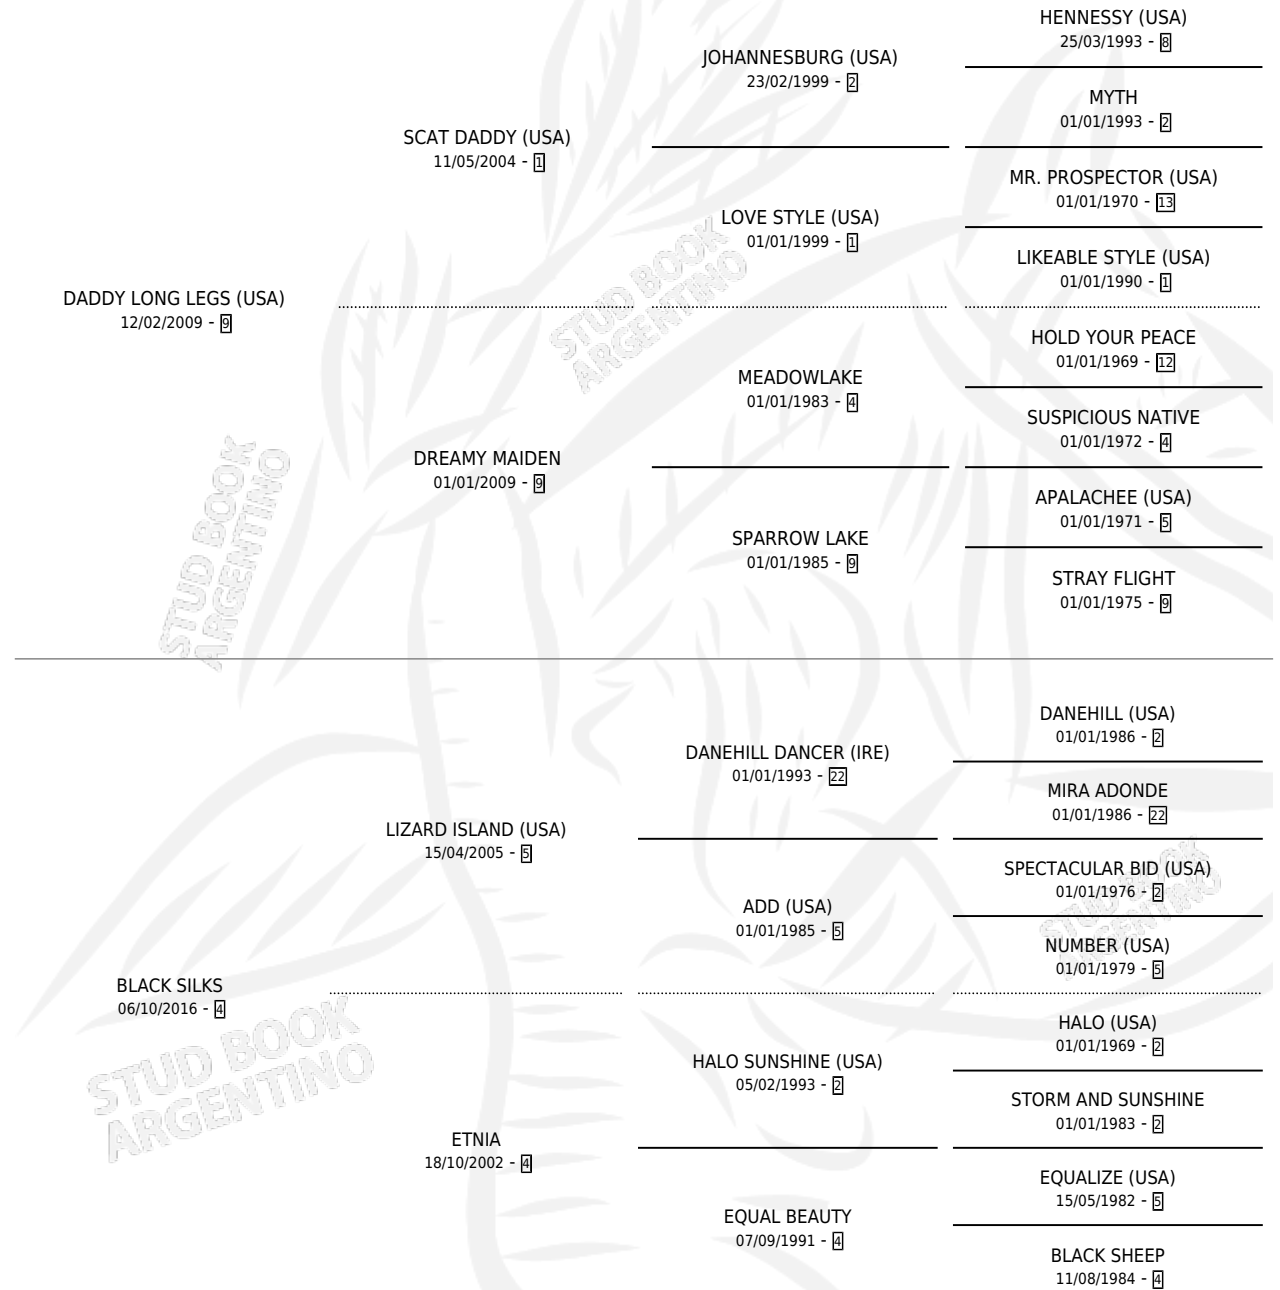 HENNESSY (USA)
25/03/1993 - 8
JOHANNESBURG (USA)
23/02/1999 - 2
MYTH
01/01/1993 - 2
SCAT DADDY (USA)
11/05/2004 - 1
MR. PROSPECTOR (USA)
01/01/1970 - 13
LOVE STYLE (USA)
01/01/1999 - 1
LIKEABLE STYLE (USA)
01/01/1990 - 1
DADDY LONG LEGS (USA)
12/02/2009 - 9
HOLD YOUR PEACE
01/01/1969 - 12
MEADOWLAKE
01/01/1983 - 4
SUSPICIOUS NATIVE
01/01/1972 - 4
DREAMY MAIDEN
01/01/2009 - 9
APALACHEE (USA)
01/01/1971 - 5
SPARROW LAKE
01/01/1985 - 9
STRAY FLIGHT
01/01/1975 - 9
STUD BOOK
ARGENTINO
STUD BOOK
ARGENTINO
DANEHILL (USA)
01/01/1986 - 2
DANEHILL DANCER (IRE)
01/01/1993 - 22
MIRA ADONDE
01/01/1986 - 22
LIZARD ISLAND (USA)
15/04/2005 - 5
SPECTACULAR BID (USA)
01/01/1976 - 2
ADD (USA)
01/01/1985 - 5
NUMBER (USA)
01/01/1979 - 5
STUD BOOK
ARGENTINO
BLACK SILKS
06/10/2016 - 4
HALO (USA)
01/01/1969 - 2
HALO SUNSHINE (USA)
05/02/1993 - 2
STORM AND SUNSHINE
01/01/1983 - 2
STUD BOOK
ARGENTINO
ETNIA
18/10/2002 - 4
EQUALIZE (USA)
15/05/1982 - 5
EQUAL BEAUTY
07/09/1991 - 4
BLACK SHEEP
11/08/1984 - 4